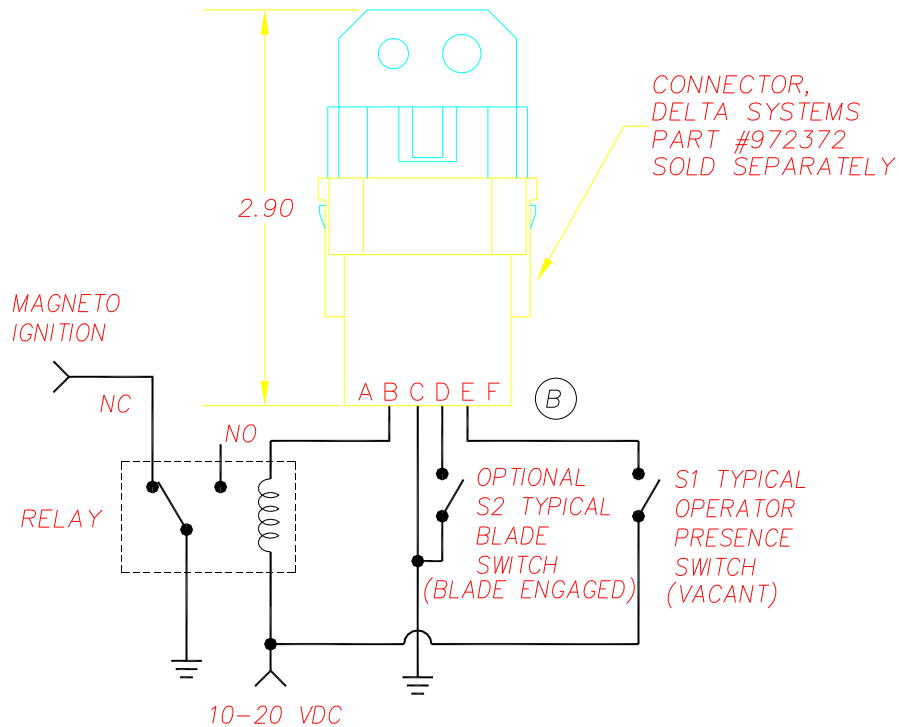 CONNECTOR,
DELTA SYSTEMS
PART #972372
SOLD SEPARATELY
2.90
MAGNETO
IGNITION
A B C D E F
B
NC
NO
RELAY
OPTIONAL
S2 TYPICAL
BLADE
SWITCH
(BLADE ENGAGED)
S1 TYPICAL
OPERATOR
PRESENCE
SWITCH
(VACANT)
10-20 VDC